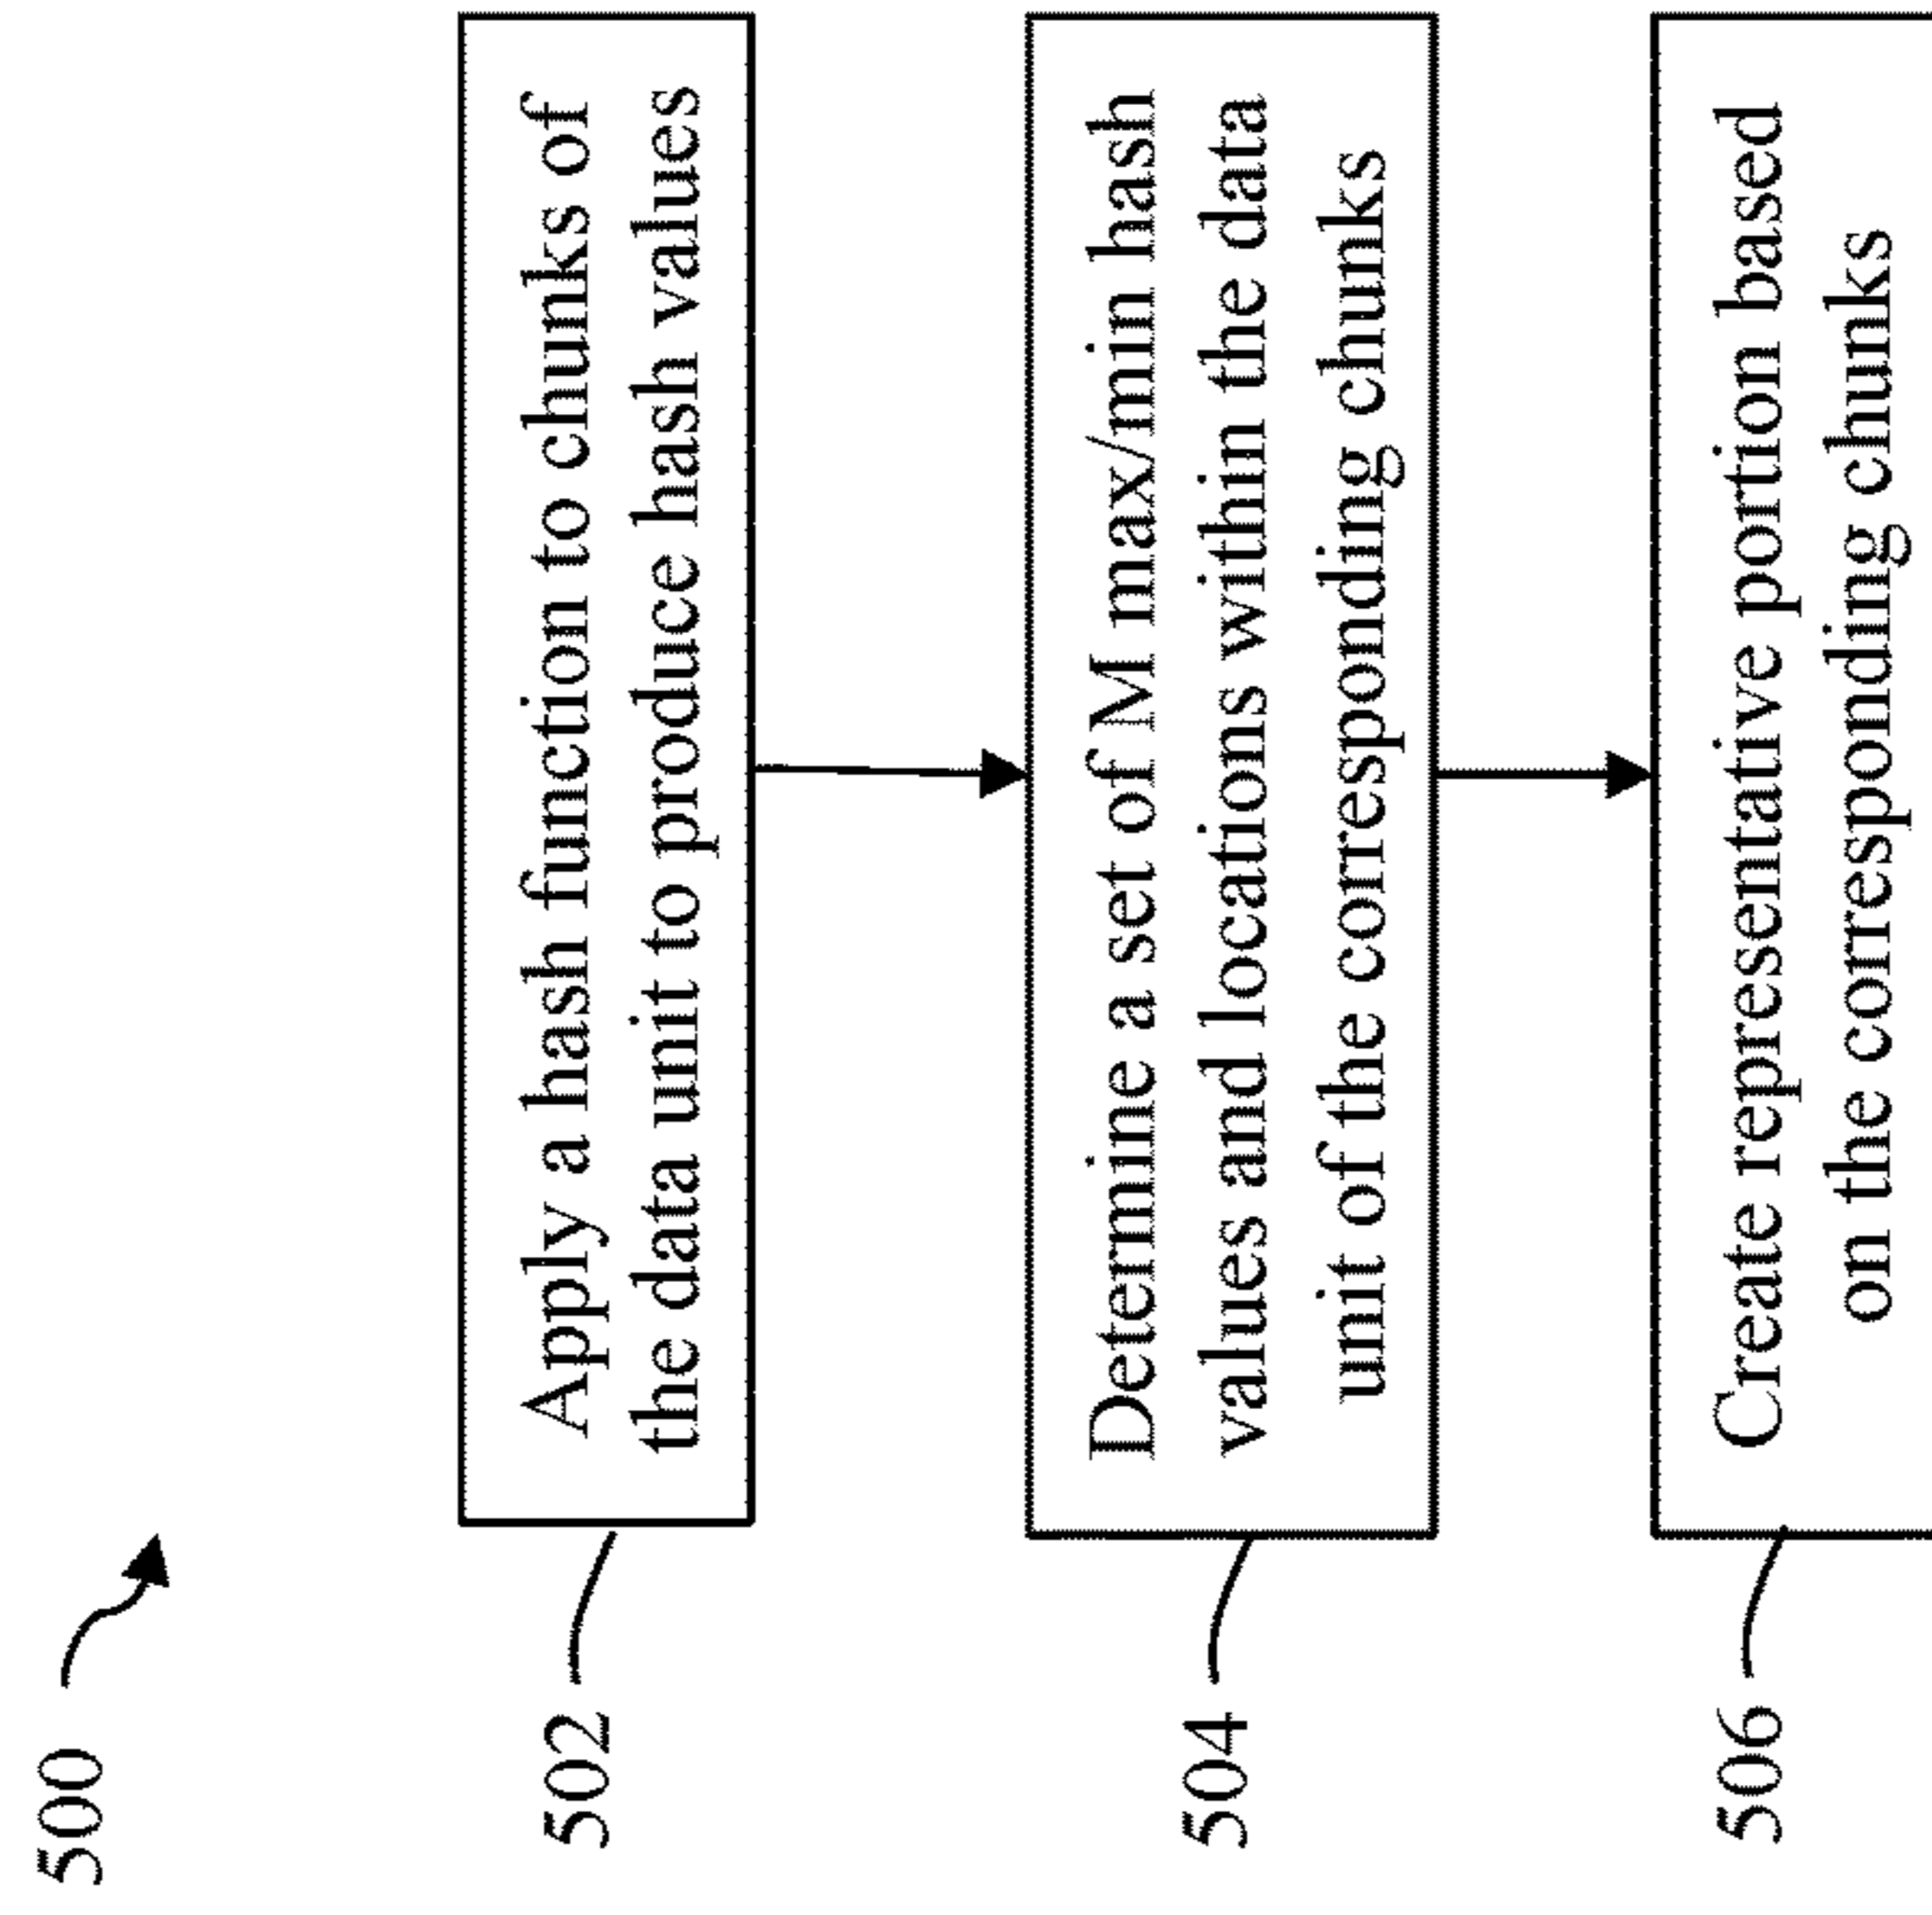 500
502
Apply a hash function to chunks of
the data unit to produce hash values
504
Determine a set of M max/min hash
values and locations within the data
unit of the corresponding chunks
506
Create representative portion based
on the corresponding chunks